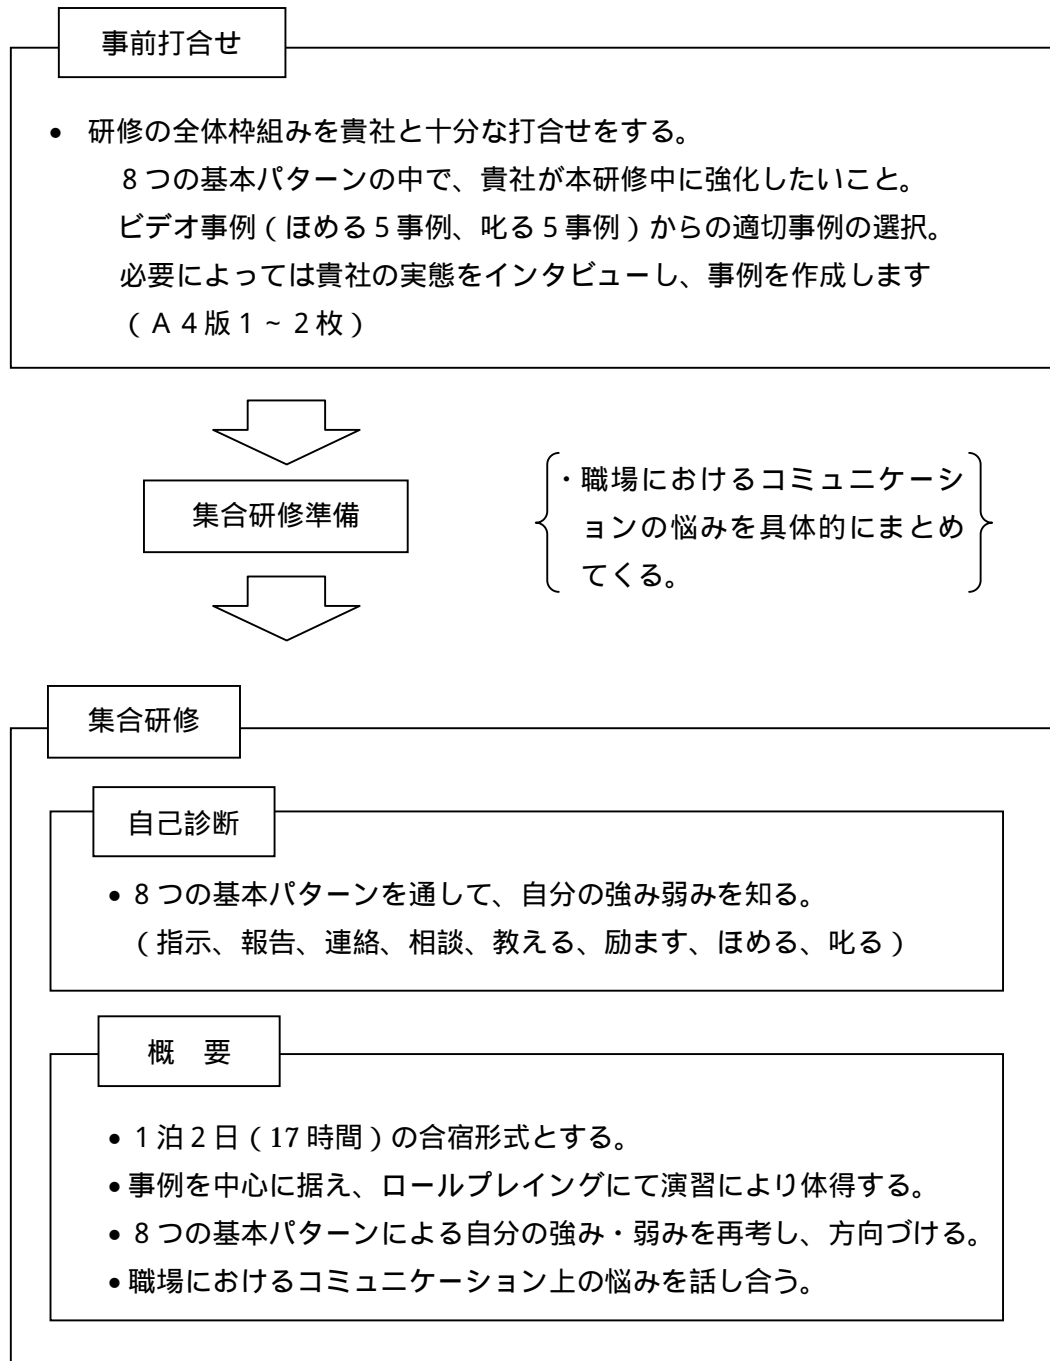 事前打合せ
• 研修の全体枠組みを貴社と十分な打合せをする。
８つの基本パターンの中で、貴社が本研修中に強化したいこと。
ビデオ事例（ほめる５事例、叱る５事例）からの適切事例の選択。
必要によっては貴社の実態をインタビューし、事例を作成します
（Ａ４版１～２枚）
集合研修準備
・職場におけるコミュニケーシ
ョンの悩みを具体的にまとめ
てくる。
集合研修
自己診断
• ８つの基本パターンを通して、自分の強み弱みを知る。
（指示、報告、連絡、相談、教える、励ます、ほめる、叱る）
概　要
• １泊２日（17 時間）の合宿形式とする。
• 事例を中心に据え、ロールプレイングにて演習により体得する。
• ８つの基本パターンによる自分の強み・弱みを再考し、方向づける。
• 職場におけるコミュニケーション上の悩みを話し合う。